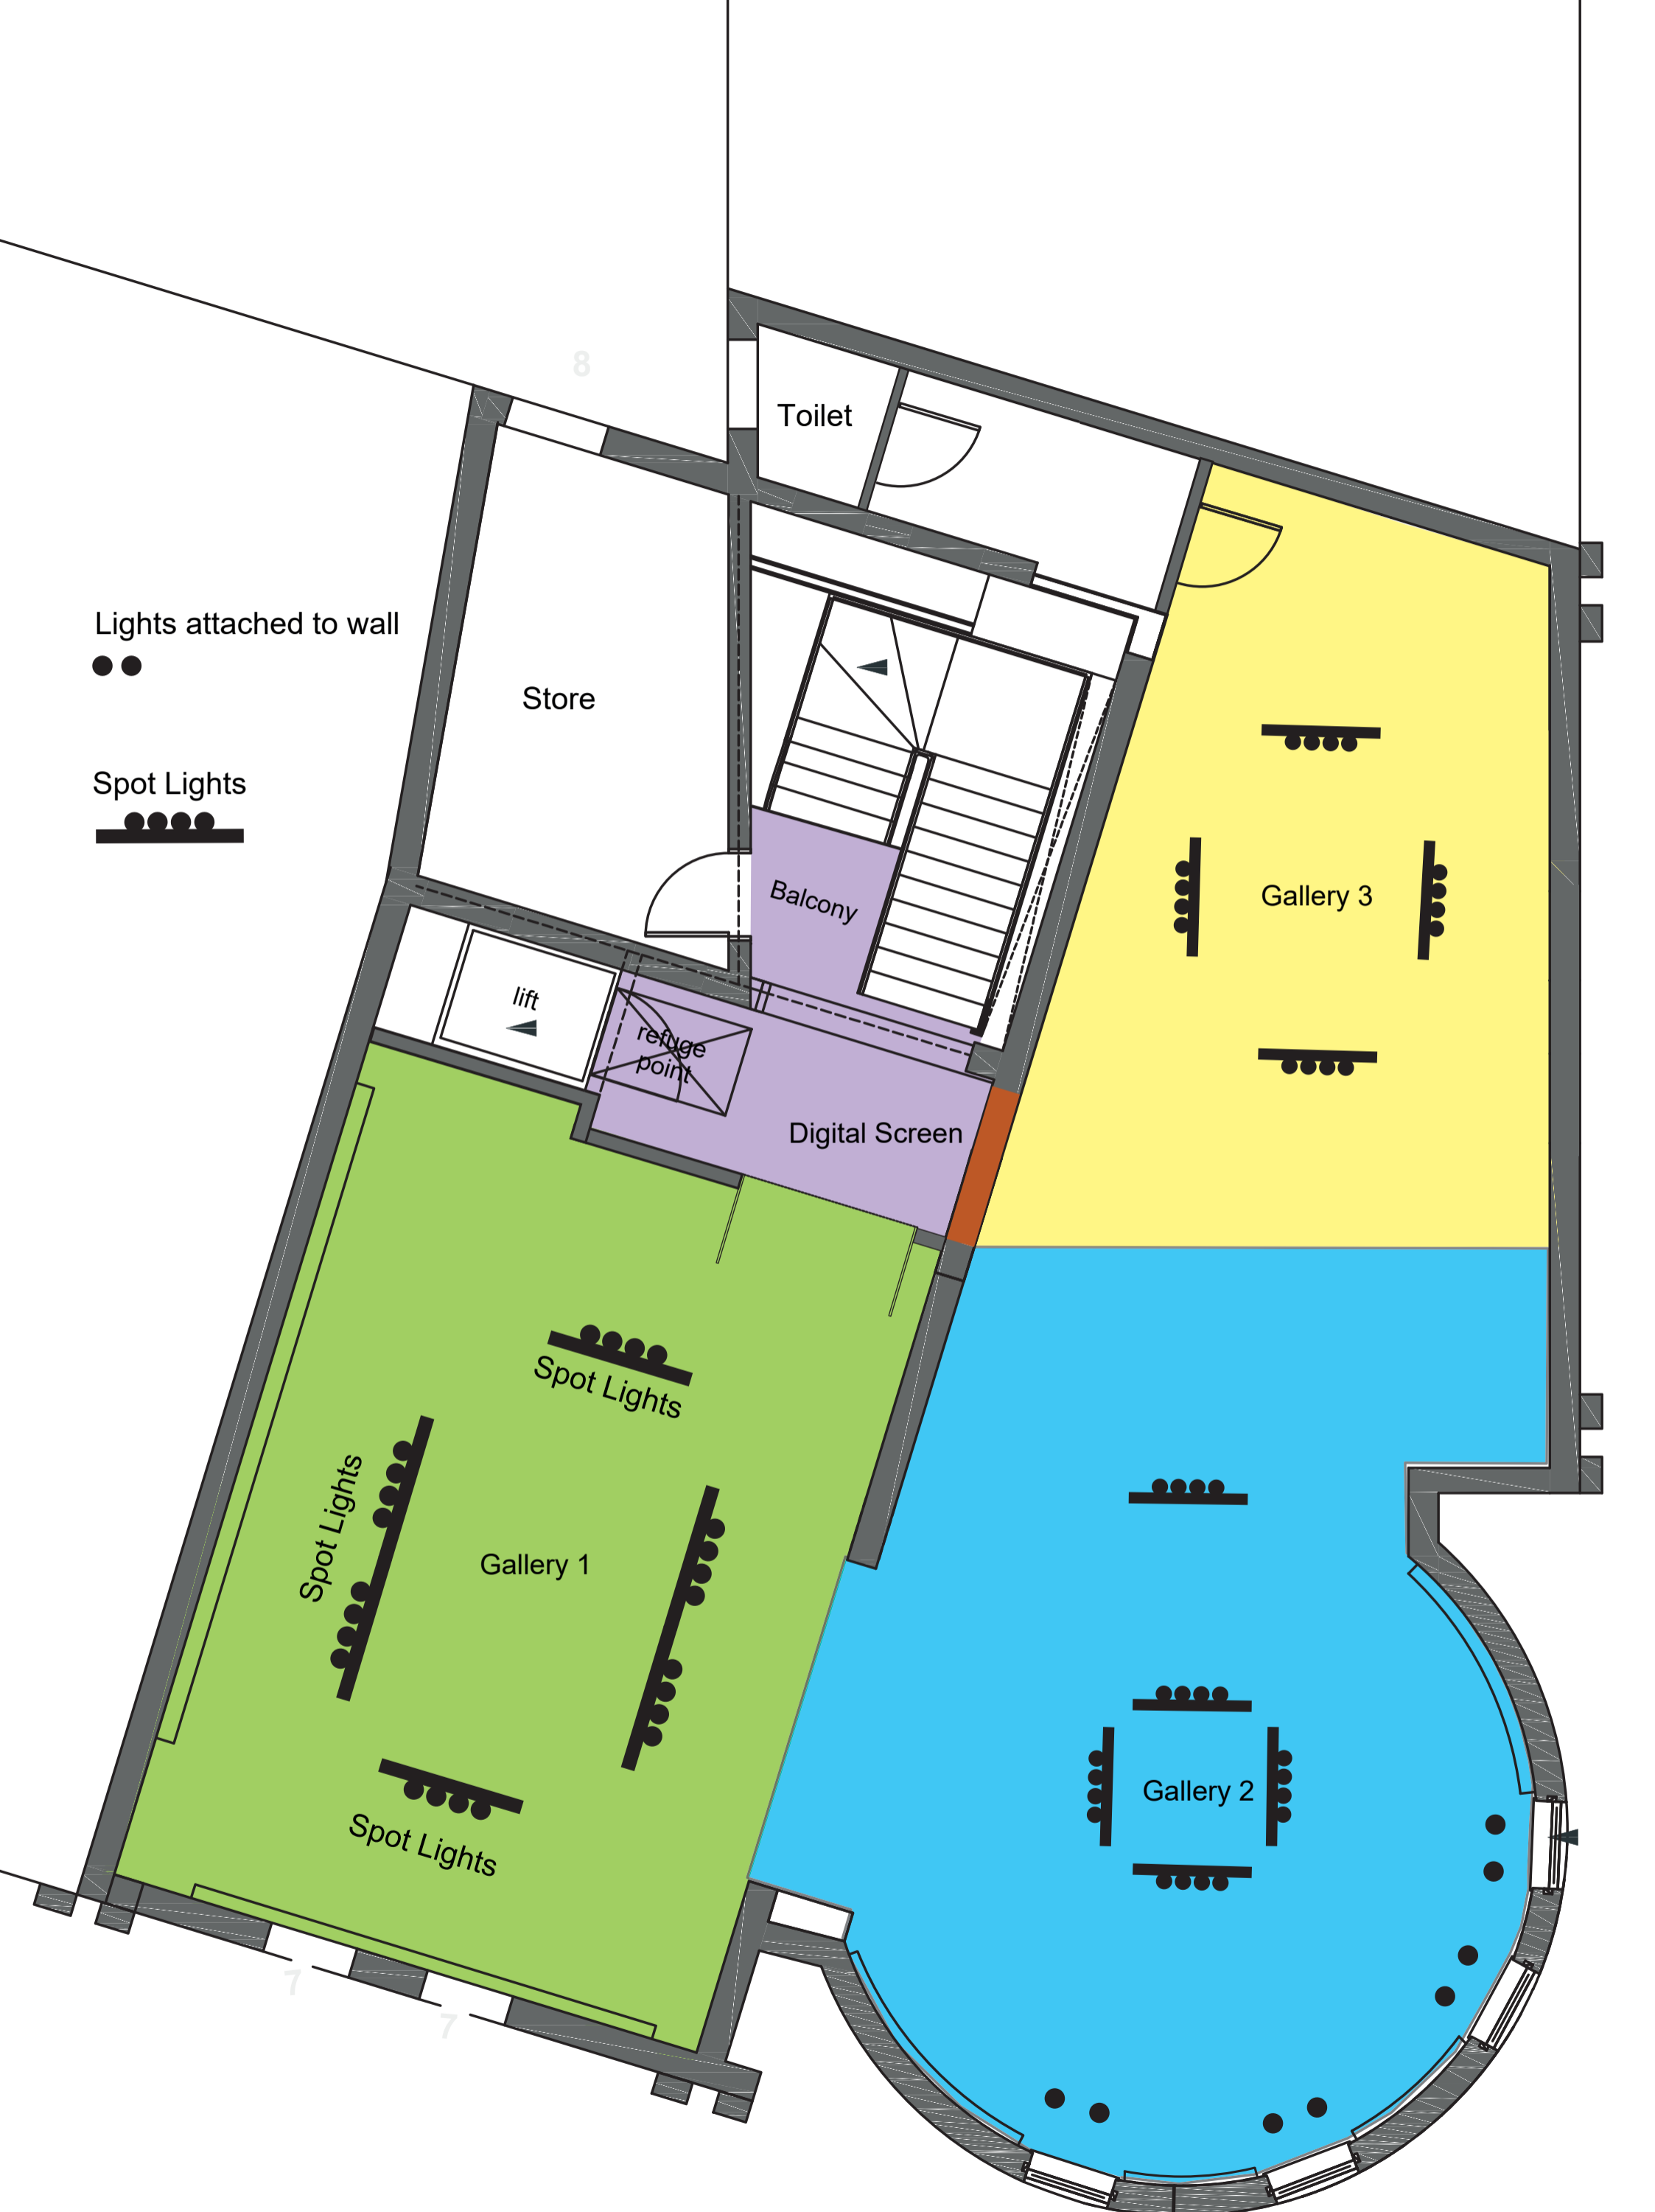 8
Toilet
Lights attached to wall
Store
Spot Lights
Balcony
Gallery 3
lift
refuge
point
Digital Screen
Spot Lights
Spot Lights
Gallery 1
Gallery 2
Spot Lights
7
7